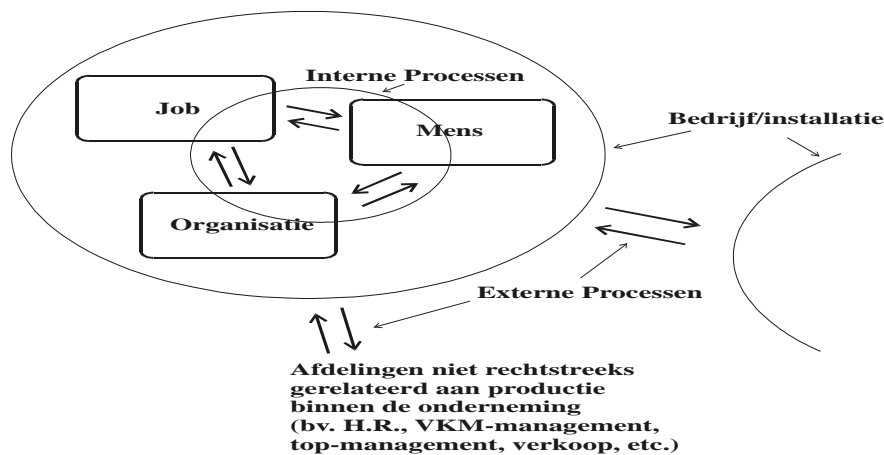 Interne Processen
Job
Mens
Bedrijf/installatie
Organisatie
Externe Processen
Afdelingen niet rechtstreeks
gerelateerd aan productie
binnen de onderneming
(bv. H.R., VKM-management,
top-management, verkoop, etc.)